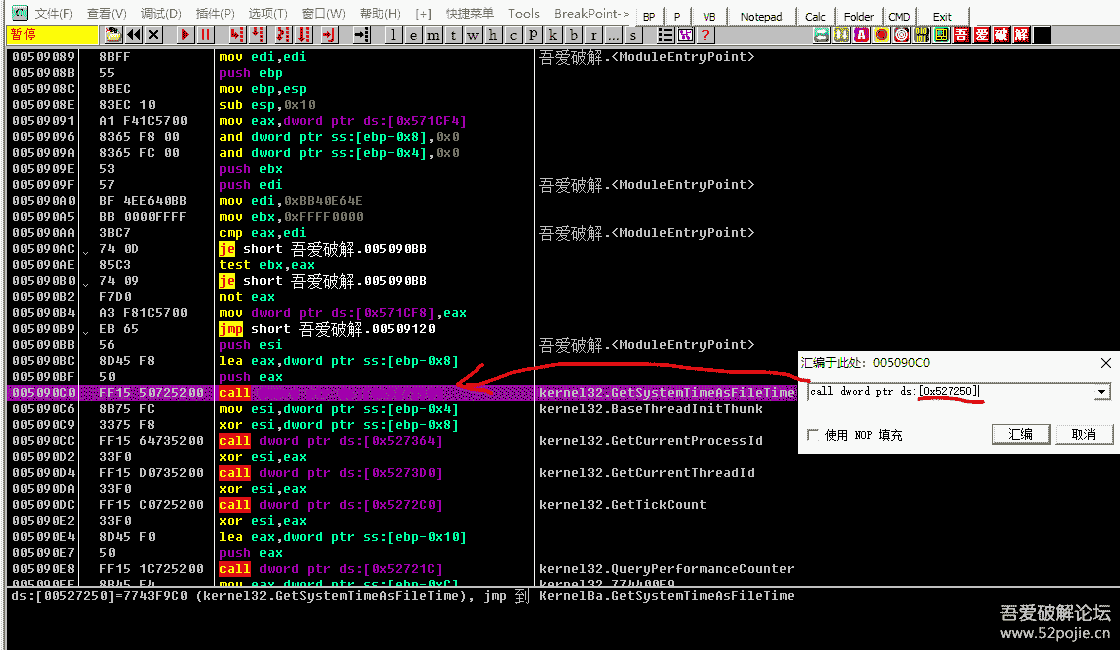 文件(F) 查看(V) 调试(D) 插件(P) 选项(T) 窗口(W) 帮助(H) [+] 快捷菜单 Tools BreakPoint-> BP P VB Notepad Calc Folder CMD Exit
暂停 l e m t w h c P k b r ... s ? 吾 爱 破 解
00509089 8BFF mov edi,edi 吾爱破解.<ModuleEntryPoint>
0050908B 55 push ebp
0050908C 8BEC mov ebp,esp
0050908E 83EC 10 sub esp,0x10
00509091 A1 F41C5700 mov eax,dword ptr ds:[0x571CF4]
00509096 8365 F8 00 and dword ptr ss:[ebp-0x8],0x0
0050909A 8365 FC 00 and dword ptr ss:[ebp-0x4],0x0
0050909E 53 push ebx
0050909F 57 push edi 吾爱破解.<ModuleEntryPoint>
005090A0 BF 4EE640BB mov edi,0xBB40E64E
005090A5 BB 0000FFFF mov ebx,0xFFFF0000
005090AA 3BC7 cmp eax,edi 吾爱破解.<ModuleEntryPoint>
005090AC 74 0D je short 吾爱破解.005090BB
005090AE 85C3 test ebx,eax
005090B0 74 09 je short 吾爱破解.005090BB
005090B2 F7D0 not eax
005090B4 A3 F81C5700 mov dword ptr ds:[0x571CF8],eax
005090B9 EB 65 jmp short 吾爱破解.00509120
005090BB 56 push esi 吾爱破解.<ModuleEntryPoint>
005090BC 8D45 F8 lea eax,dword ptr ss:[ebp-0x8]
005090BF 50 push eax
005090C0 FF15 50725200 call kernel32.GetSystemTimeAsFileTime
005090C6 8B75 FC mov esi,dword ptr ss:[ebp-0x4] kernel32.BaseThreadInitThunk
005090C9 3375 F8 xor esi,dword ptr ss:[ebp-0x8]
005090CC FF15 64735200 call dword ptr ds:[0x527364] kernel32.GetCurrentProcessId
005090D2 33F0 xor esi,eax
005090D4 FF15 D0735200 call dword ptr ds:[0x5273D0] kernel32.GetCurrentThreadId
005090DA 33F0 xor esi,eax
005090DC FF15 C0725200 call dword ptr ds:[0x5272C0] kernel32.GetTickCount
005090E2 33F0 xor esi,eax
005090E4 8D45 F0 lea eax,dword ptr ss:[ebp-0x10]
005090E7 50 push eax
005090E8 FF15 1C725200 call dword ptr ds:[0x52721C] kernel32.QueryPerformanceCounter
005090EE 8B45 F4 mov eax,dword ptr ss:[ebp-0xC] kernel32.774400F9
汇编于此处: 005090C0
call dword ptr ds:[0x527250]
使用 NOP 填充 汇编 取消
ds:[00527250]=7743F9C0 (kernel32.GetSystemTimeAsFileTime), jmp 到 KernelBa.GetSystemTimeAsFileTime
吾爱破解论坛
www.52pojie.cn